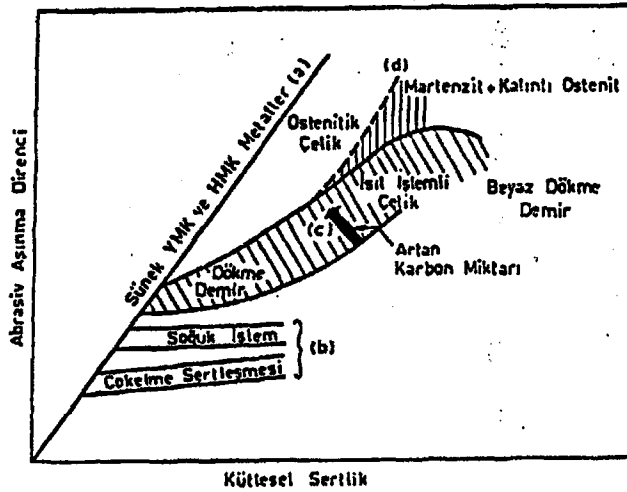 Abrasiv Aşınma Direnci
Sünek YMK ve HMK Metaller (a)
(d)
Martenzit + Kalıntı Ostenit
Ostenitik
Çelik
Isıl İşlemli
Çelik
(c)
Beyaz Dökme
Demir
Artan
Karbon Miktarı
Dökme
Demir
Soğuk İşlem
(b)
Çökelme Sertleşmesi
Kütlesel Sertlik